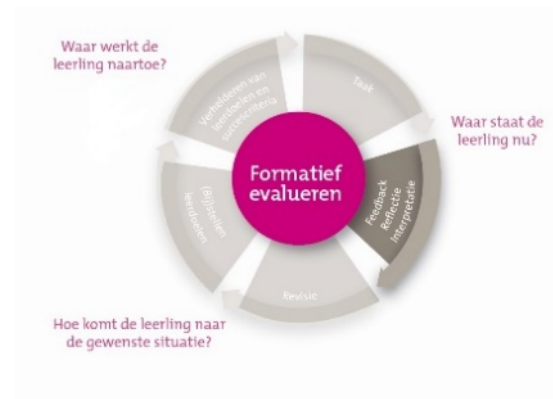 Waar werkt de
leerling naartoe?
Verhelderen van
leerdoelen en
succescriteria
Taak
Waar staat de
leerling nu?
Formatief
evalueren
Feedback
Reflectie
Interpretatie
(Bij)stellen
leerdoelen
Revisie
Hoe komt de leerling naar
de gewenste situatie?